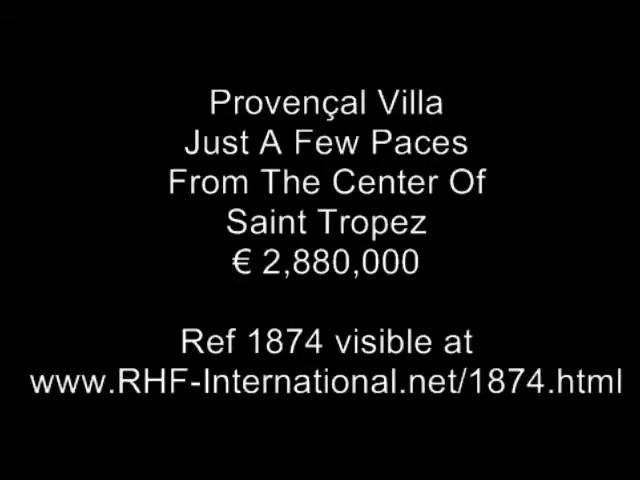 Provençal Villa
Just A Few Paces
From The Center Of
Saint Tropez
€ 2,880,000
Ref 1874 visible at
www.RHF-International.net/1874.html